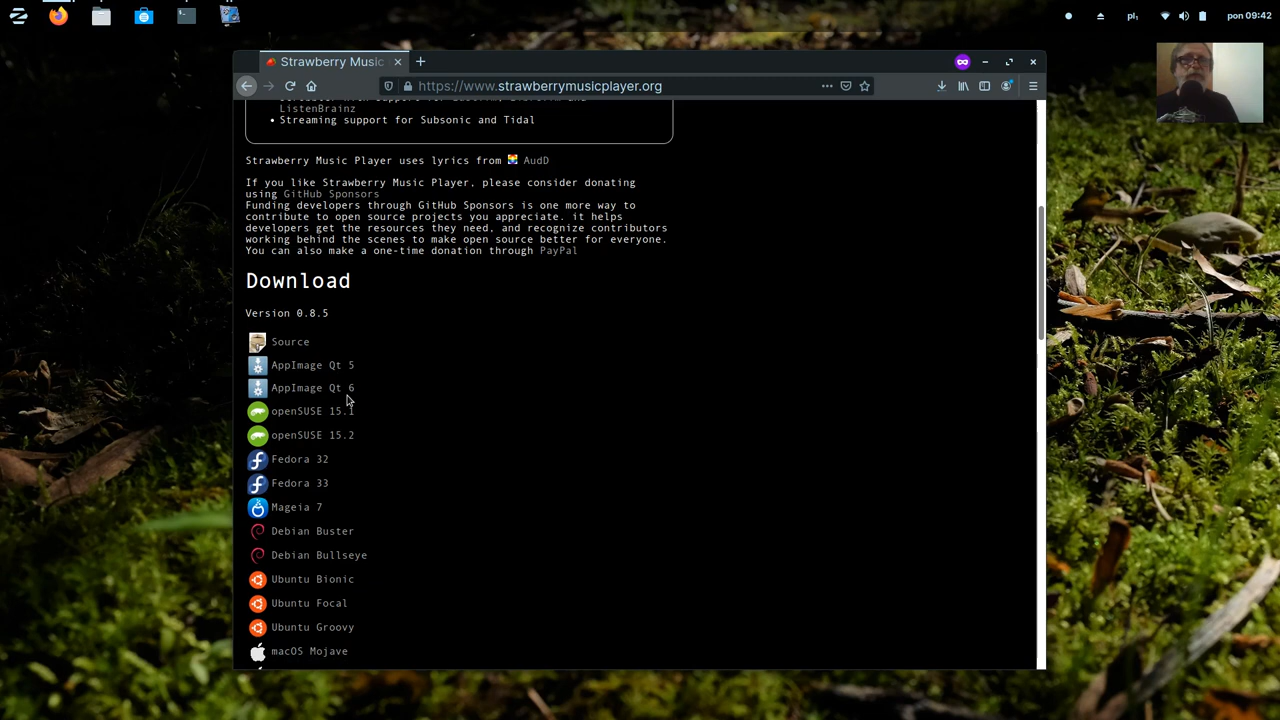 pl₁
pon 09:42
Strawberry Music
https://www.strawberrymusicplayer.org
ListenBrainz
• Streaming support for Subsonic and Tidal
Strawberry Music Player uses lyrics from AudD
If you like Strawberry Music Player, please consider donating
using GitHub Sponsors
Funding developers through GitHub Sponsors is one more way to
contribute to open source projects you appreciate. it helps
developers get the resources they need, and recognize contributors
working behind the scenes to make open source better for everyone.
You can also make a one-time donation through PayPal
Download
Version 0.8.5
Source
AppImage Qt 5
AppImage Qt 6
openSUSE 15.1
openSUSE 15.2
Fedora 32
Fedora 33
Mageia 7
Debian Buster
Debian Bullseye
Ubuntu Bionic
Ubuntu Focal
Ubuntu Groovy
macOS Mojave